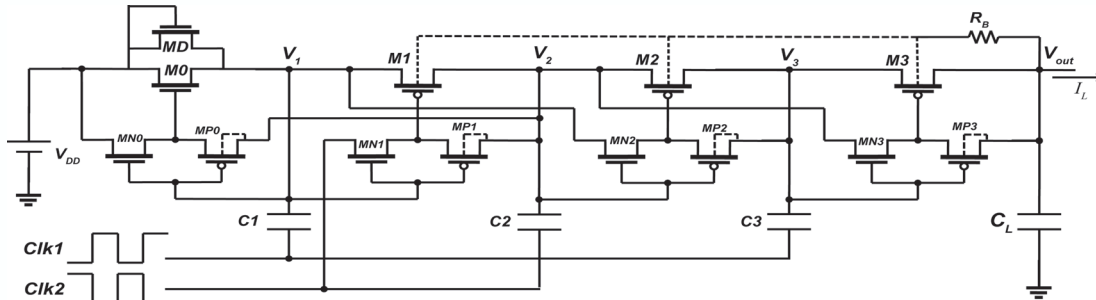 MD
M0
V1
M1
V2
M2
V3
M3
RB
Vout
IL
MN0
MP0
MN1
MP1
MN2
MP2
MN3
MP3
VDD
C1
C2
C3
CL
Clk1
Clk2